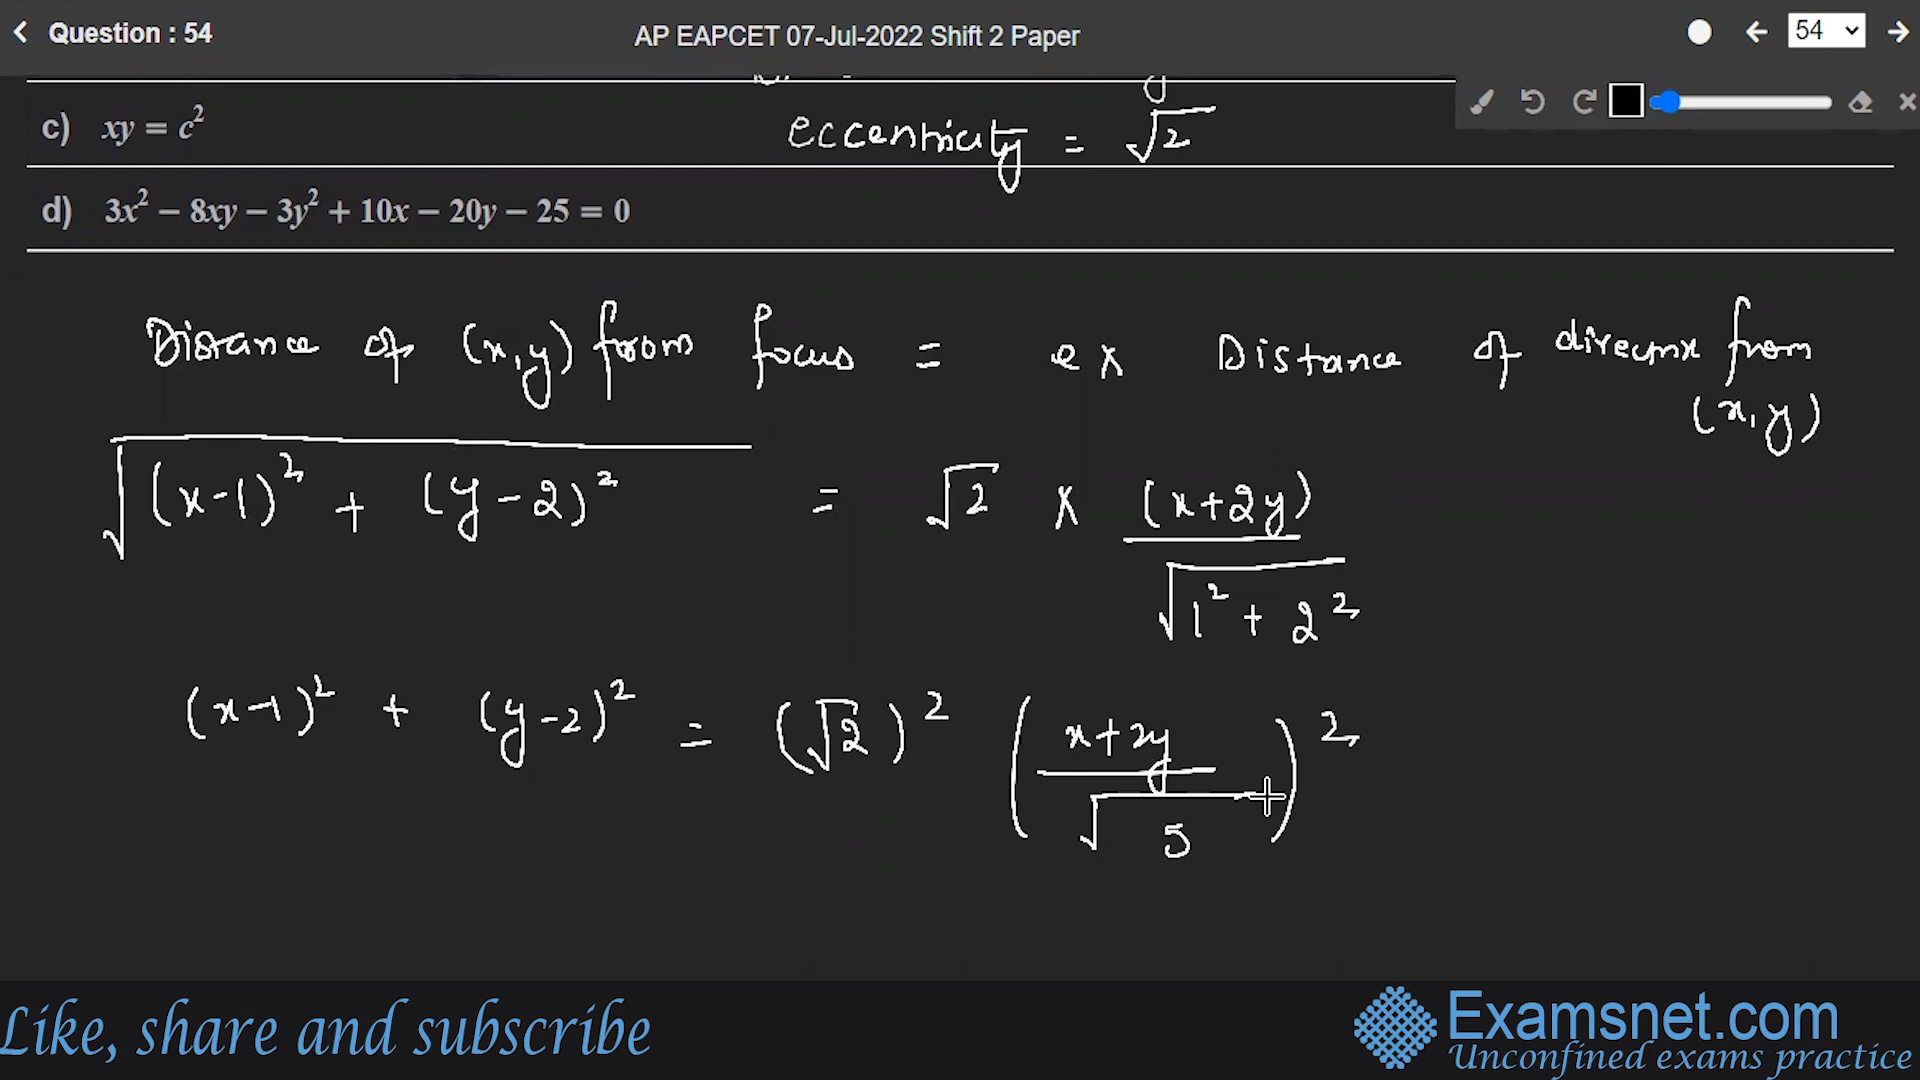 Question : 54
AP EAPCET 07-Jul-2022 Shift 2 Paper
54
c) xy = c²
eccentricity = √2
d) 3x² − 8xy − 3y² + 10x − 20y − 25 = 0
Distance of (x,y) from focus = e × Distance of directrix from
(x,y)
√(x-1)² + (y-2)² = √2 × (x+2y)
√1² + 2²
(x-1)² + (y-2)² = (√2)² (x+2y / √5)²
Like, share and subscribe
Examsnet.com
Unconfined exams practice